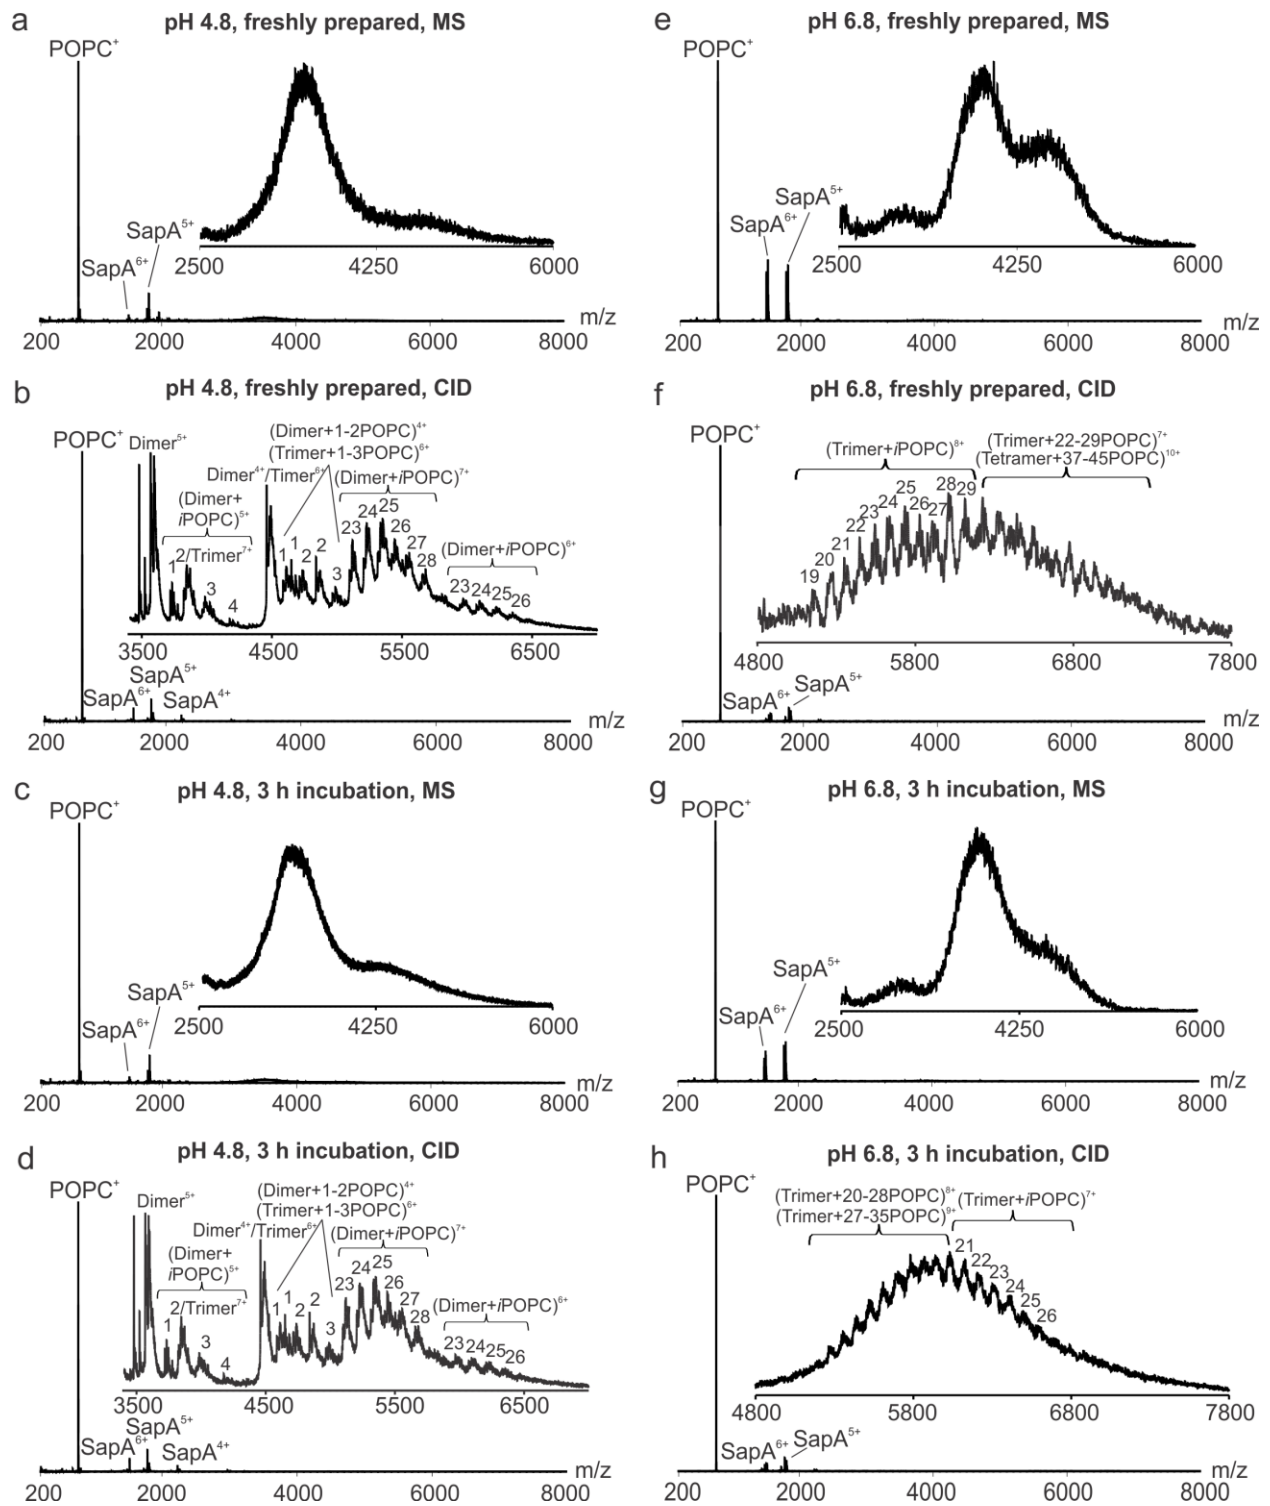 a
pH 4.8, freshly prepared, MS
POPC⁺
SapA⁵⁺
SapA⁶⁺
2500 4250 6000
m/z
200 2000 4000 6000 8000
b
pH 4.8, freshly prepared, CID
POPC⁺
Dimer⁵⁺
(Dimer+
iPOPC)⁵⁺
1 2/Trimer⁷⁺ 3 4
Dimer⁴⁺/Timer⁶⁺
(Dimer+1-2POPC)⁴⁺
(Trimer+1-3POPC)⁶⁺
1 1 2 2 3
(Dimer+iPOPC)⁷⁺
23 24 25 26 27 28
(Dimer+iPOPC)⁶⁺
23 24 25 26
3500 4500 5500 6500
SapA⁶⁺
SapA⁵⁺
SapA⁴⁺
m/z
200 2000 4000 6000 8000
c
pH 4.8, 3 h incubation, MS
POPC⁺
SapA⁵⁺
SapA⁶⁺
2500 4250 6000
m/z
200 2000 4000 6000 8000
d
pH 4.8, 3 h incubation, CID
POPC⁺
Dimer⁵⁺
(Dimer+
iPOPC)⁵⁺
1 2/Trimer⁷⁺ 3 4
Dimer⁴⁺/Trimer⁶⁺
(Dimer+1-2POPC)⁴⁺
(Trimer+1-3POPC)⁶⁺
1 1 2 2 3
(Dimer+iPOPC)⁷⁺
23 24 25 26 27 28
(Dimer+iPOPC)⁶⁺
23 24 25 26
3500 4500 5500 6500
SapA⁵⁺
SapA⁶⁺
SapA⁴⁺
m/z
200 2000 4000 6000 8000
e
pH 6.8, freshly prepared, MS
POPC⁺
SapA⁵⁺
SapA⁶⁺
2500 4250 6000
m/z
200 2000 4000 6000 8000
f
pH 6.8, freshly prepared, CID
POPC⁺
(Trimer+iPOPC)⁸⁺
(Trimer+22-29POPC)⁷⁺
(Tetramer+37-45POPC)¹⁰⁺
19 20 21 22 23 24 25 26 27 28 29
4800 5800 6800 7800
SapA⁶⁺
SapA⁵⁺
m/z
200 2000 4000 6000 8000
g
pH 6.8, 3 h incubation, MS
POPC⁺
SapA⁵⁺
SapA⁶⁺
2500 4250 6000
m/z
200 2000 4000 6000 8000
h
pH 6.8, 3 h incubation, CID
POPC⁺
(Trimer+20-28POPC)⁸⁺
(Trimer+27-35POPC)⁹⁺
(Trimer+iPOPC)⁷⁺
21 22 23 24 25 26
4800 5800 6800 7800
SapA⁶⁺
SapA⁵⁺
m/z
200 2000 4000 6000 8000